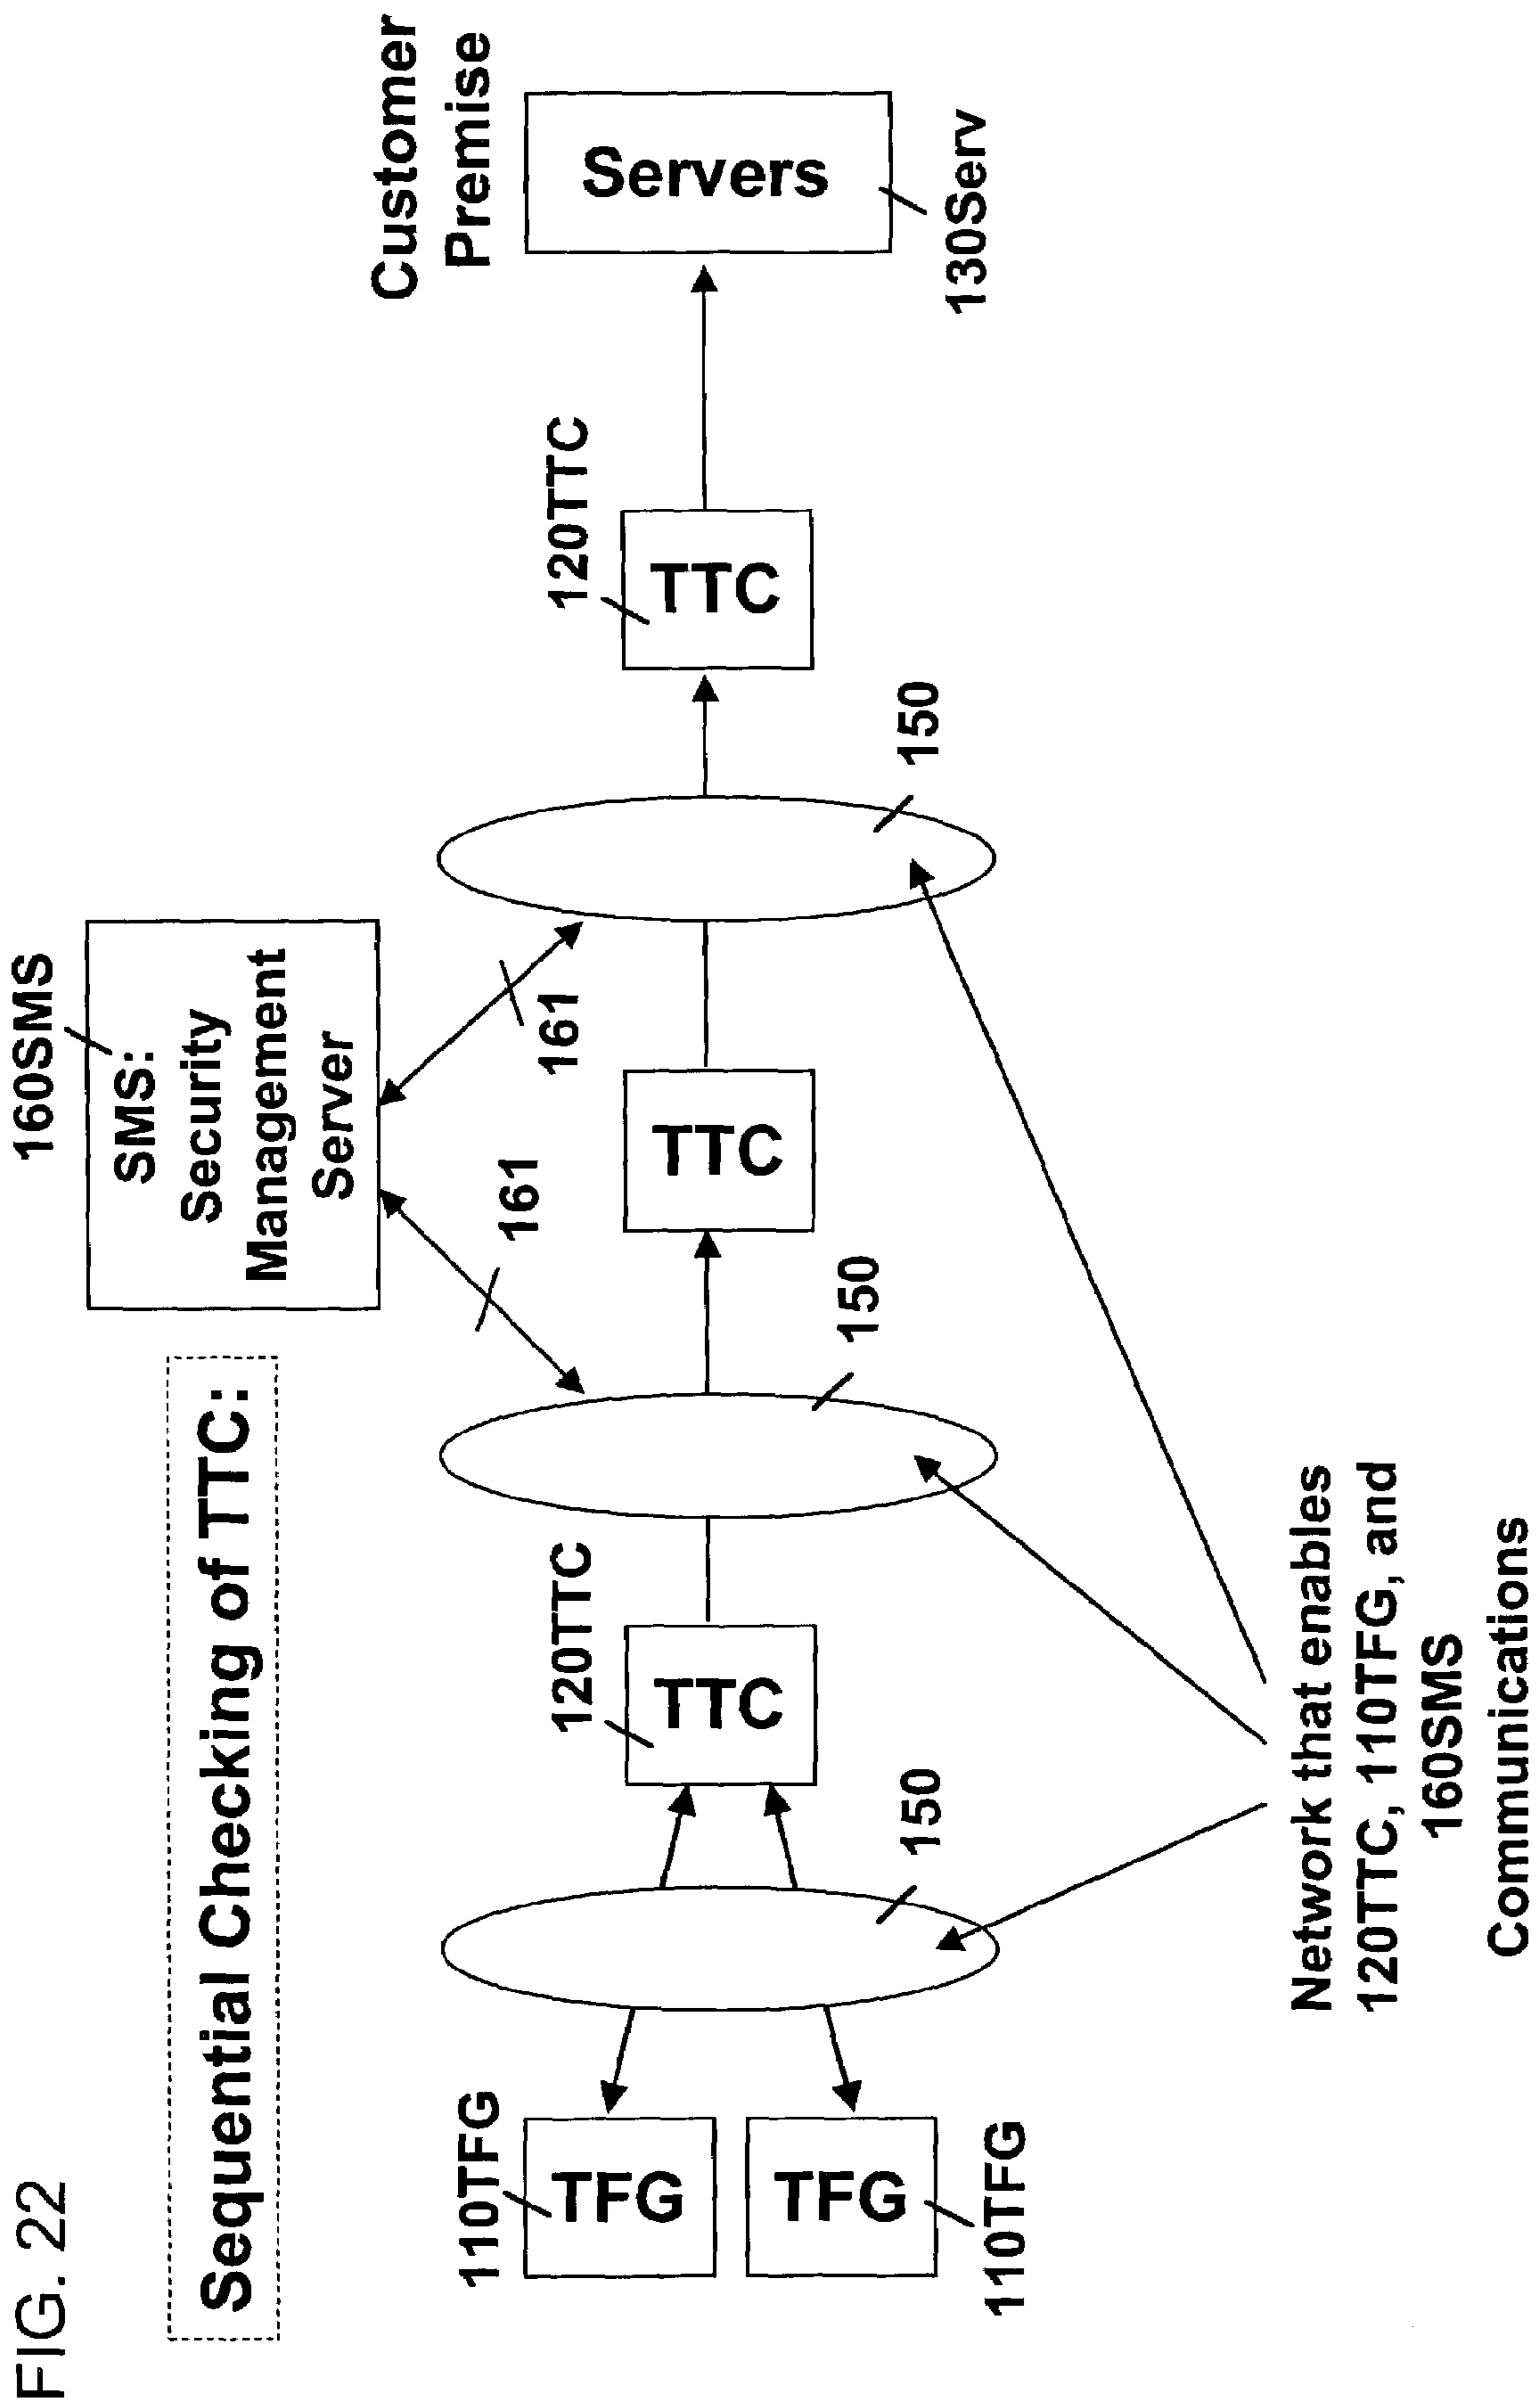 FIG. 22
Sequential Checking of TTC:
160SMS
SMS:
Security
Management
Server
161
161
Customer
Premise
110TFG
TFG
TFG
110TFG
150
120TTC
TTC
150
TTC
150
120TTC
TTC
Servers
130Serv
Network that enables
120TTC, 110TFG, and
160SMS
Communications